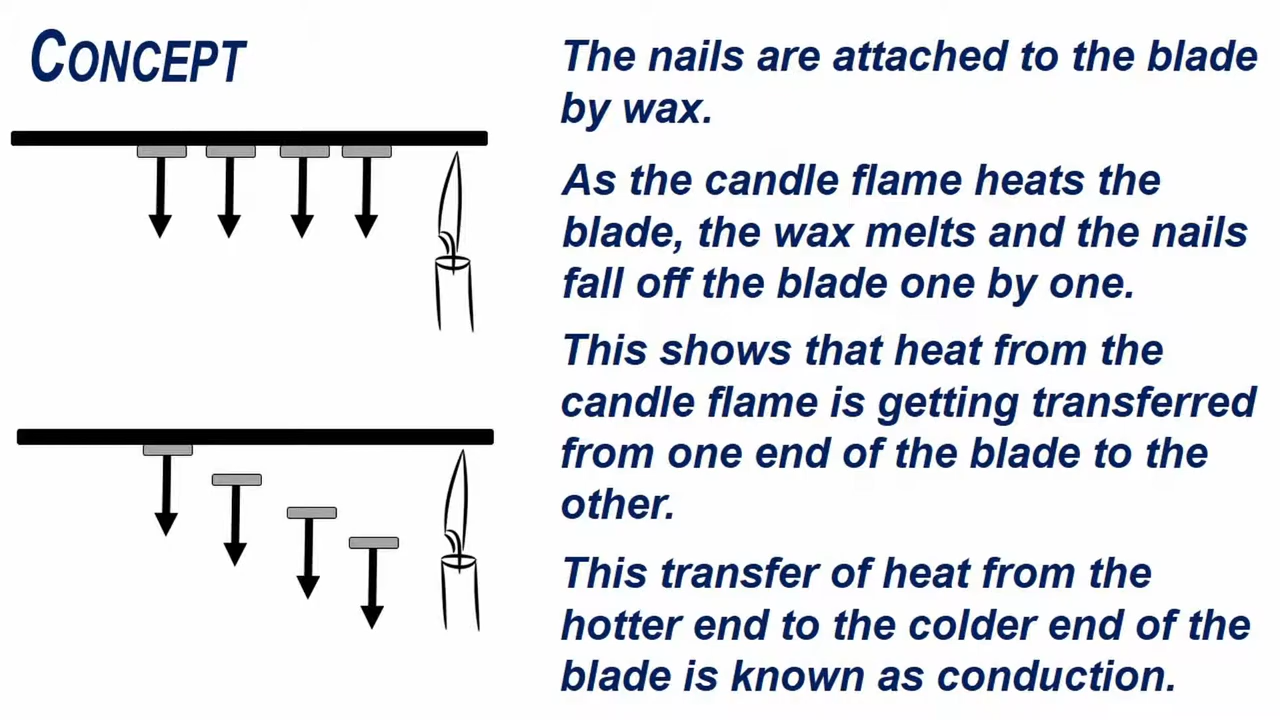 CONCEPT
The nails are attached to the blade
by wax.
As the candle flame heats the
blade, the wax melts and the nails
fall off the blade one by one.
This shows that heat from the
candle flame is getting transferred
from one end of the blade to the
other.
This transfer of heat from the
hotter end to the colder end of the
blade is known as conduction.